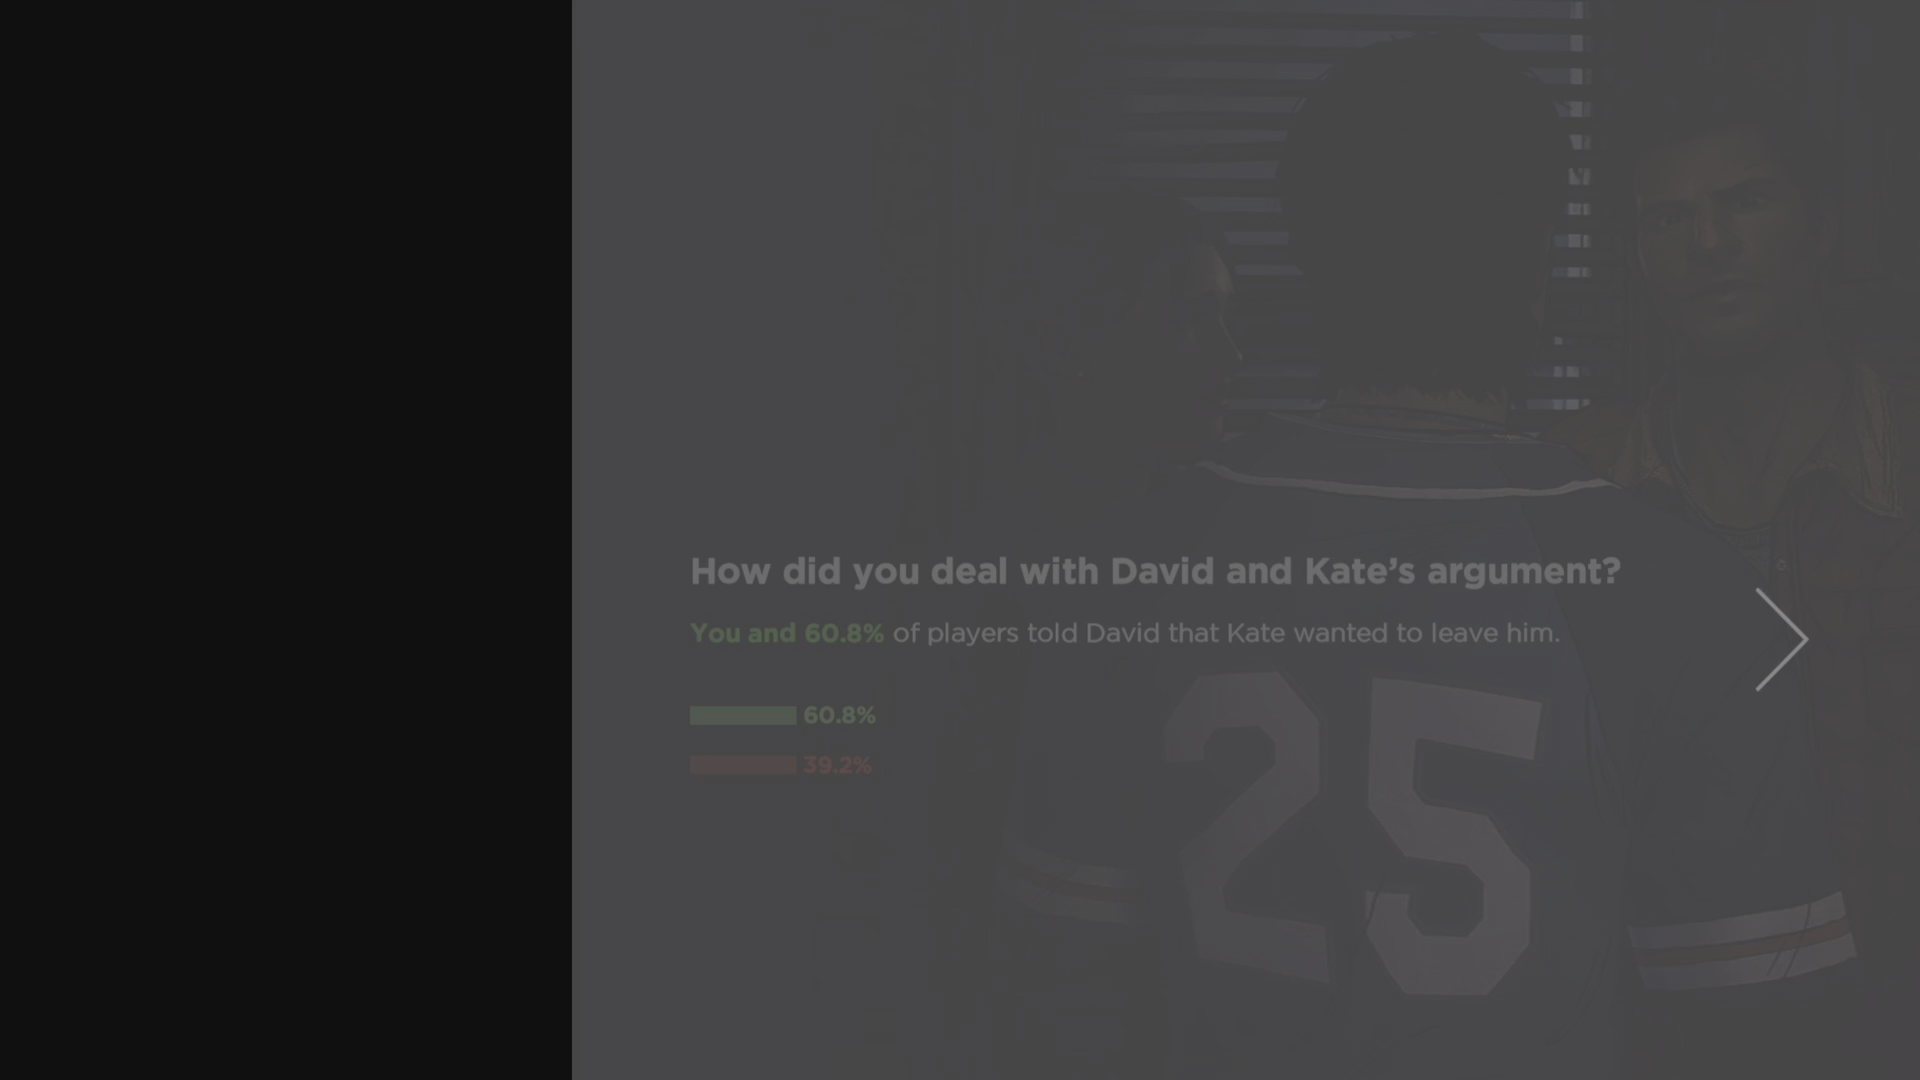 How did you deal with David and Kate’s argument?
You and 60.8% of players told David that Kate wanted to leave him.
60.8%
39.2%
25